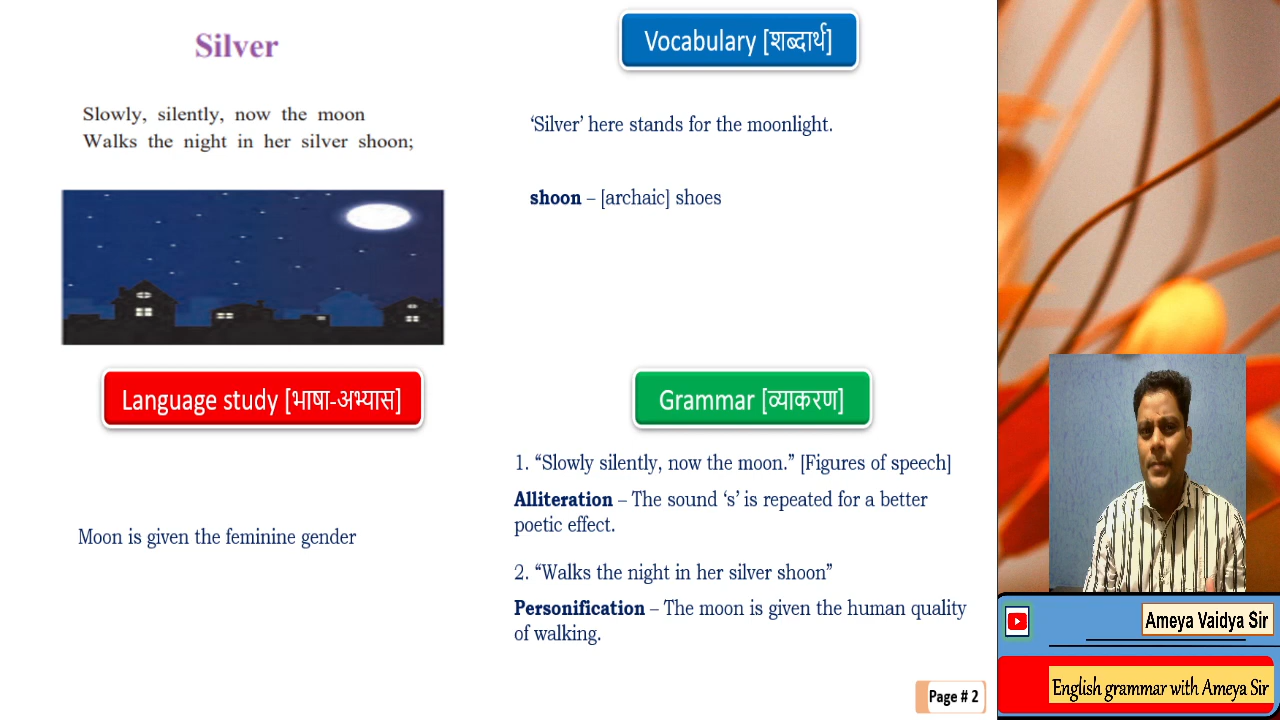 Silver
Slowly, silently, now the moon
Walks the night in her silver shoon;
Vocabulary [शब्दार्थ]
‘Silver’ here stands for the moonlight.
shoon – [archaic] shoes
Language study [भाषा-अभ्यास]
Moon is given the feminine gender
Grammar [व्याकरण]
1. “Slowly silently, now the moon.” [Figures of speech]
Alliteration – The sound ‘s’ is repeated for a better
poetic effect.
2. “Walks the night in her silver shoon”
Personification – The moon is given the human quality
of walking.
Page # 2
Ameya Vaidya Sir
English grammar with Ameya Sir